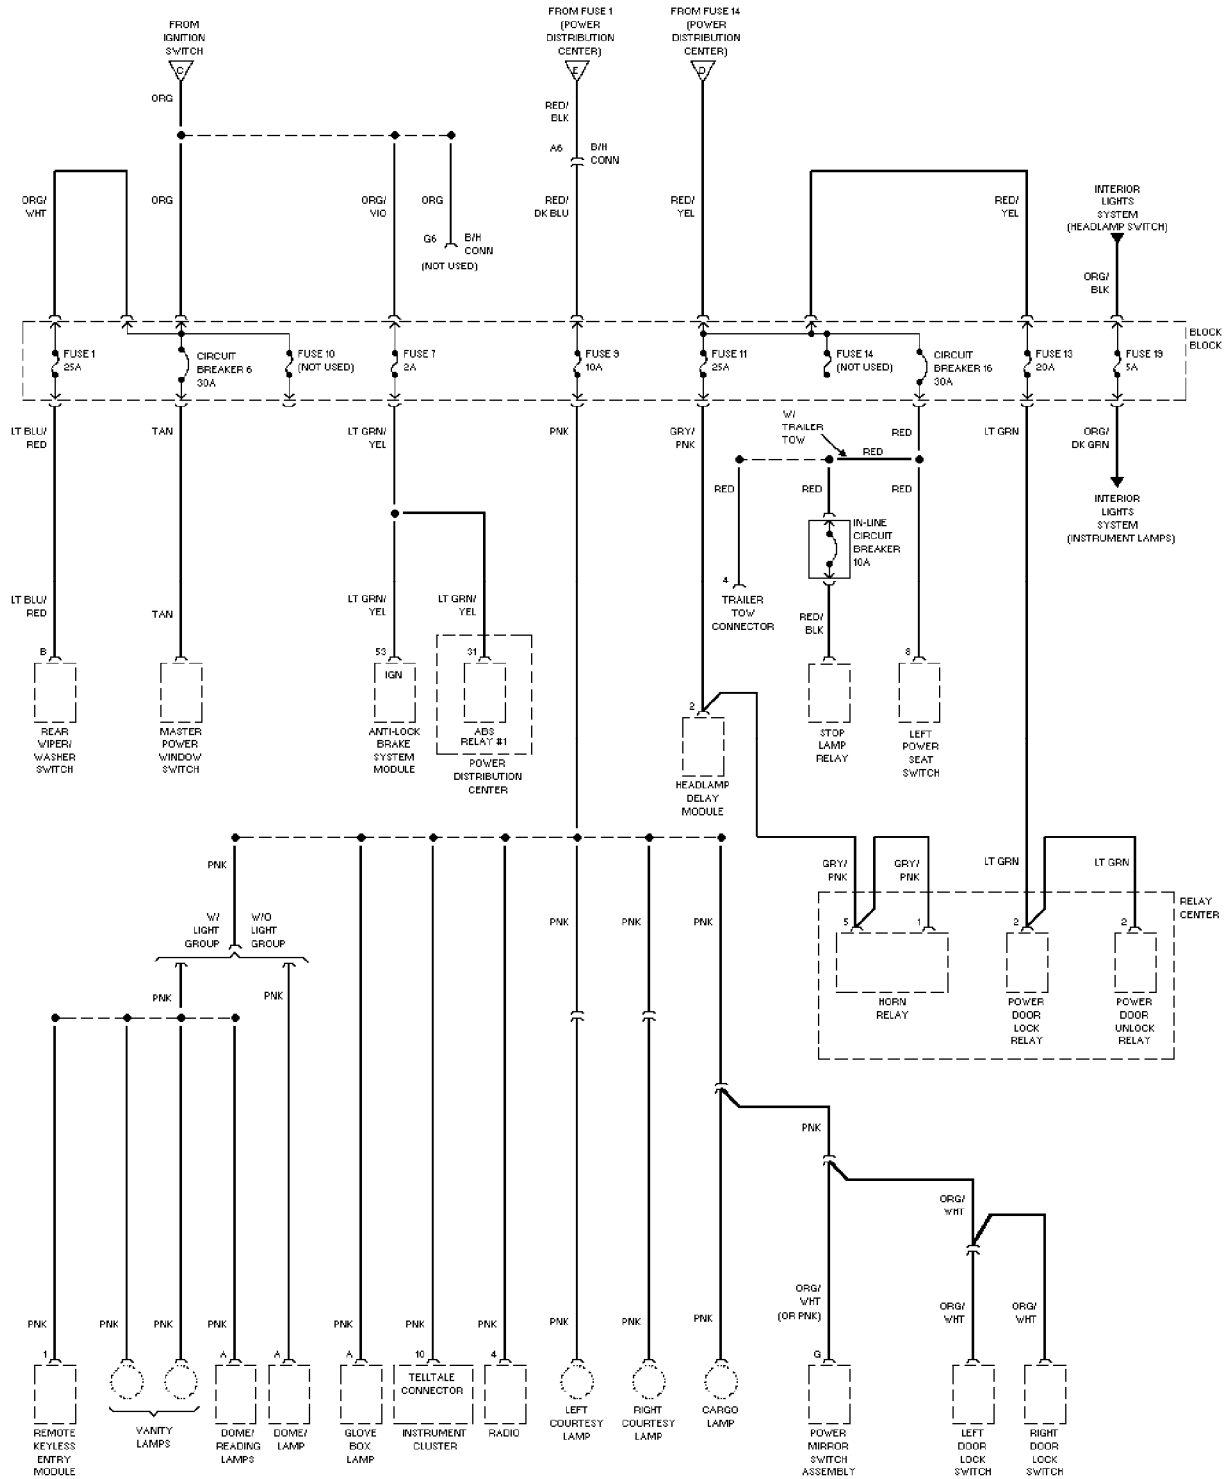 FROM
IGNITION
SWITCH
C
FROM FUSE 1
(POWER
DISTRIBUTION
CENTER)
E
FROM FUSE 14
(POWER
DISTRIBUTION
CENTER)
D
ORG
RED/
BLK
A6
B/H
CONN
ORG/
WHT
ORG
ORG/
VIO
ORG
G6
B/H
CONN
(NOT USED)
RED/
DK BLU
RED/
YEL
RED/
YEL
INTERIOR
LIGHTS
SYSTEM
(HEADLAMP SWITCH)
ORG/
BLK
FUSE 1
25A
CIRCUIT
BREAKER 6
30A
FUSE 10
(NOT USED)
FUSE 7
2A
FUSE 9
10A
FUSE 11
25A
FUSE 14
(NOT USED)
CIRCUIT
BREAKER 16
30A
FUSE 13
20A
FUSE 19
5A
BLOCK
BLOCK
LT BLU/
RED
TAN
LT GRN/
YEL
PNK
GRY/
PNK
W/
TRAILER
TOW
RED
RED
LT GRN
ORG/
DK GRN
RED
RED
RED
INTERIOR
LIGHTS
SYSTEM
(INSTRUMENT LAMPS)
IN-LINE
CIRCUIT
BREAKER
10A
4
TRAILER
TOW
CONNECTOR
LT BLU/
RED
TAN
LT GRN/
YEL
LT GRN/
YEL
RED/
BLK
B
53
IGN
31
8
REAR
WIPER/
WASHER
SWITCH
MASTER
POWER
WINDOW
SWITCH
ANTI-LOCK
BRAKE
SYSTEM
MODULE
ABS
RELAY #1
POWER
DISTRIBUTION
CENTER
2
HEADLAMP
DELAY
MODULE
STOP
LAMP
RELAY
LEFT
POWER
SEAT
SWITCH
PNK
GRY/
PNK
GRY/
PNK
LT GRN
LT GRN
RELAY
CENTER
W/
LIGHT
GROUP
W/O
LIGHT
GROUP
PNK
PNK
PNK
5
1
2
2
HORN
RELAY
POWER
DOOR
LOCK
RELAY
POWER
DOOR
UNLOCK
RELAY
PNK
PNK
PNK
ORG/
WHT
ORG/
WHT
(OR PNK)
ORG/
WHT
ORG/
WHT
PNK
PNK
PNK
PNK
PNK
PNK
PNK
PNK
PNK
PNK
PNK
1
A
A
A
10
4
G
TELLTALE
CONNECTOR
REMOTE
KEYLESS
ENTRY
MODULE
VANITY
LAMPS
DOME/
READING
LAMPS
DOME/
LAMP
GLOVE
BOX
LAMP
INSTRUMENT
CLUSTER
RADIO
LEFT
COURTESY
LAMP
RIGHT
COURTESY
LAMP
CARGO
LAMP
POWER
MIRROR
SWITCH
ASSEMBLY
LEFT
DOOR
LOCK
SWITCH
RIGHT
DOOR
LOCK
SWITCH